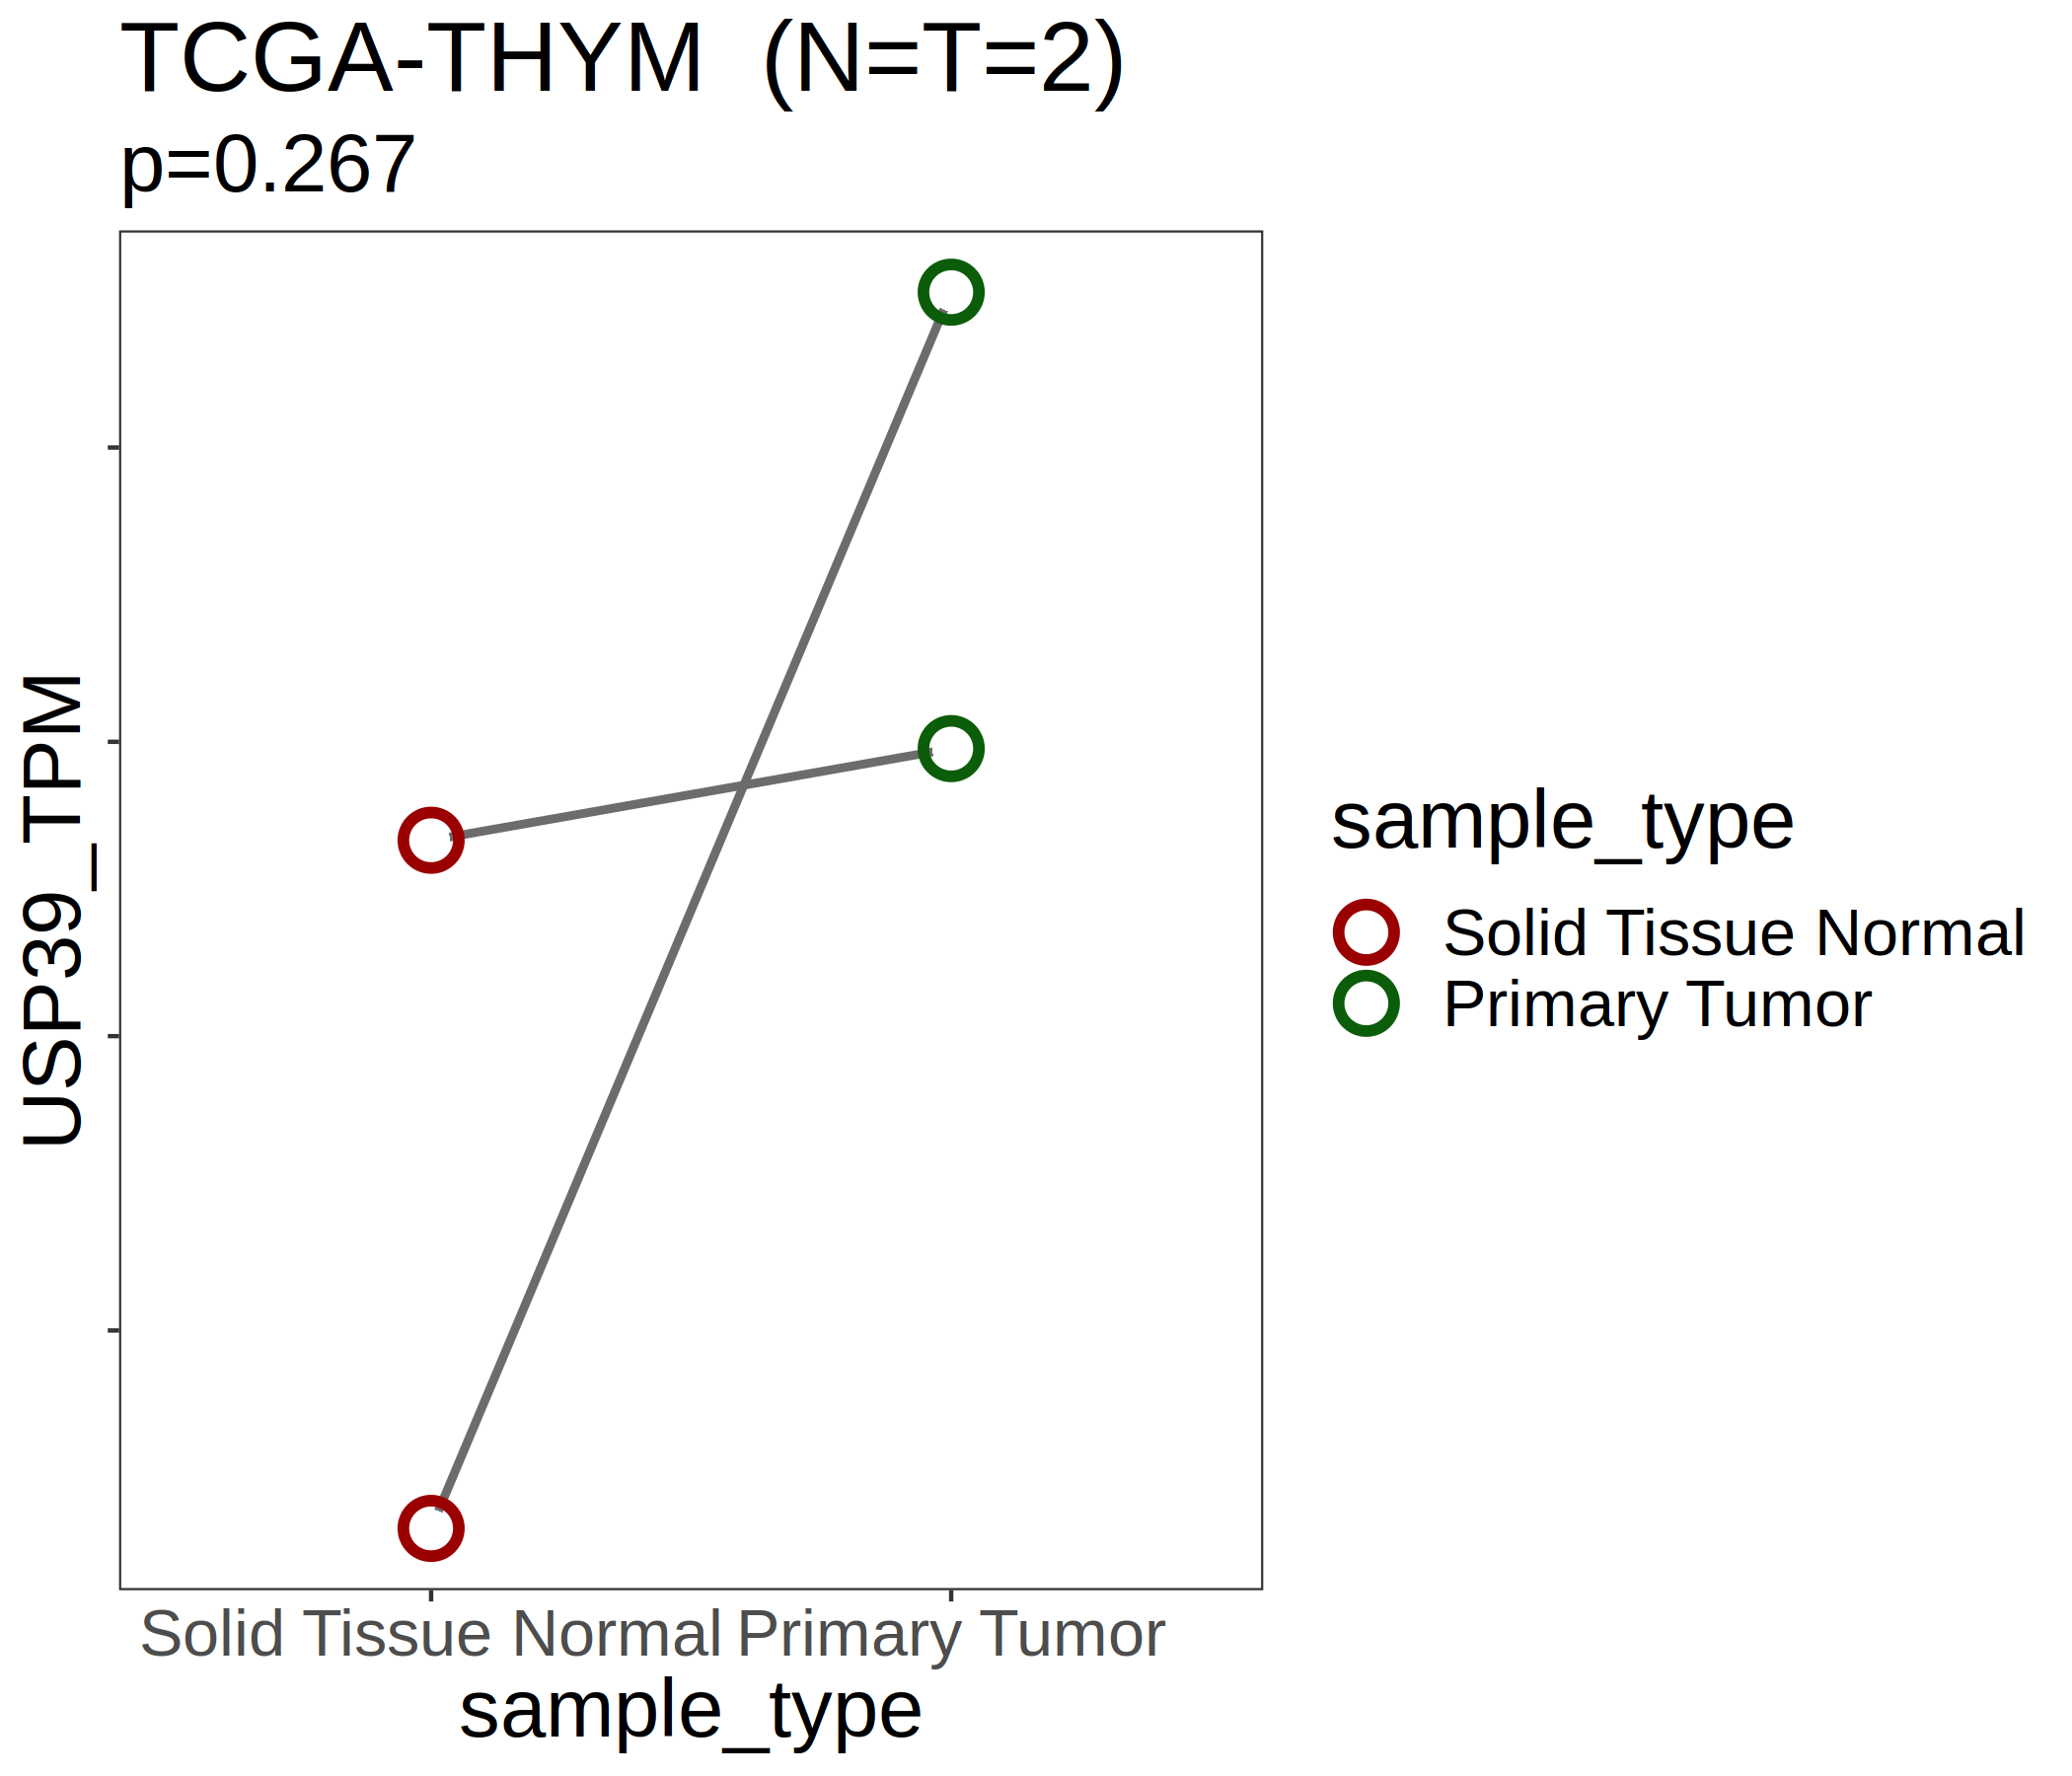 TCGA-THYM  (N=T=2)
p=0.267
USP39_TPM
sample_type
Solid Tissue Normal
Primary Tumor
Solid Tissue Normal Primary Tumor
sample_type